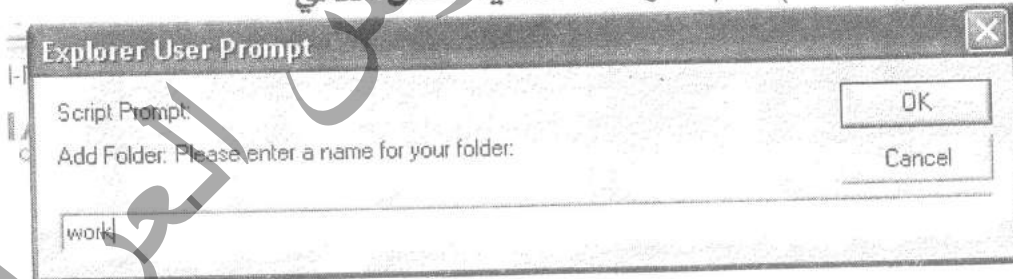 Explorer User Prompt
Script Prompt:
OK
Add Folder: Please enter a name for your folder:
Cancel
work